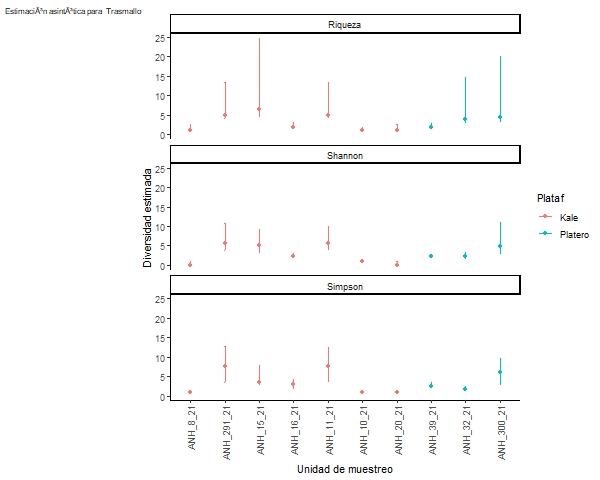 EstimaciÃ³n asintÃ³tica para Trasmallo
Riqueza
25
20
15
10
5
0
Shannon
25
20
15
10
5
0
Simpson
25
20
15
10
5
0
Diversidad estimada
ANH_8_21
ANH_291_21
ANH_15_21
ANH_16_21
ANH_11_21
ANH_10_21
ANH_20_21
ANH_39_21
ANH_32_21
ANH_300_21
Unidad de muestreo
Plataf
Kale
Platero